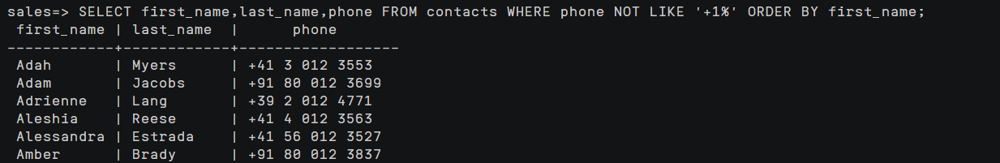 sales=> SELECT first_name,last_name,phone FROM contacts WHERE phone NOT LIKE '+1%' ORDER BY first_name;
 first_name | last_name  |      phone
------------+------------+------------------
 Adah       | Myers      | +41 3 012 3553
 Adam       | Jacobs     | +91 80 012 3699
 Adrienne   | Lang       | +39 2 012 4771
 Aleshia    | Reese      | +41 4 012 3563
 Alessandra | Estrada    | +41 56 012 3527
 Amber      | Brady      | +91 80 012 3837